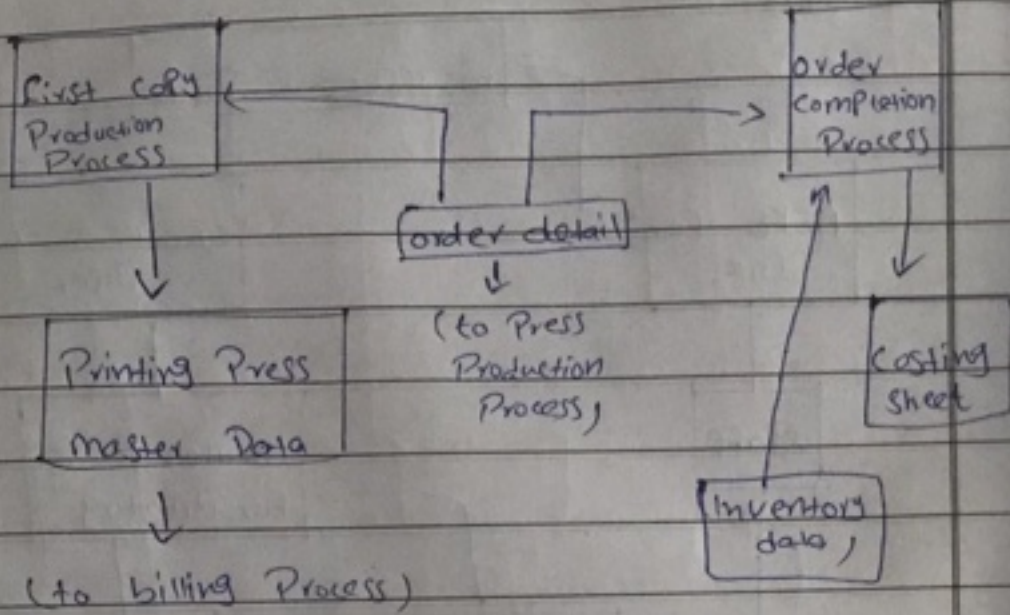 first copy
Production
Process
order
completion
Process
order detail
(to Press
Production
Process)
Printing Press
master Data
Costing
Sheet
Inventory
data,
(to billing Process)